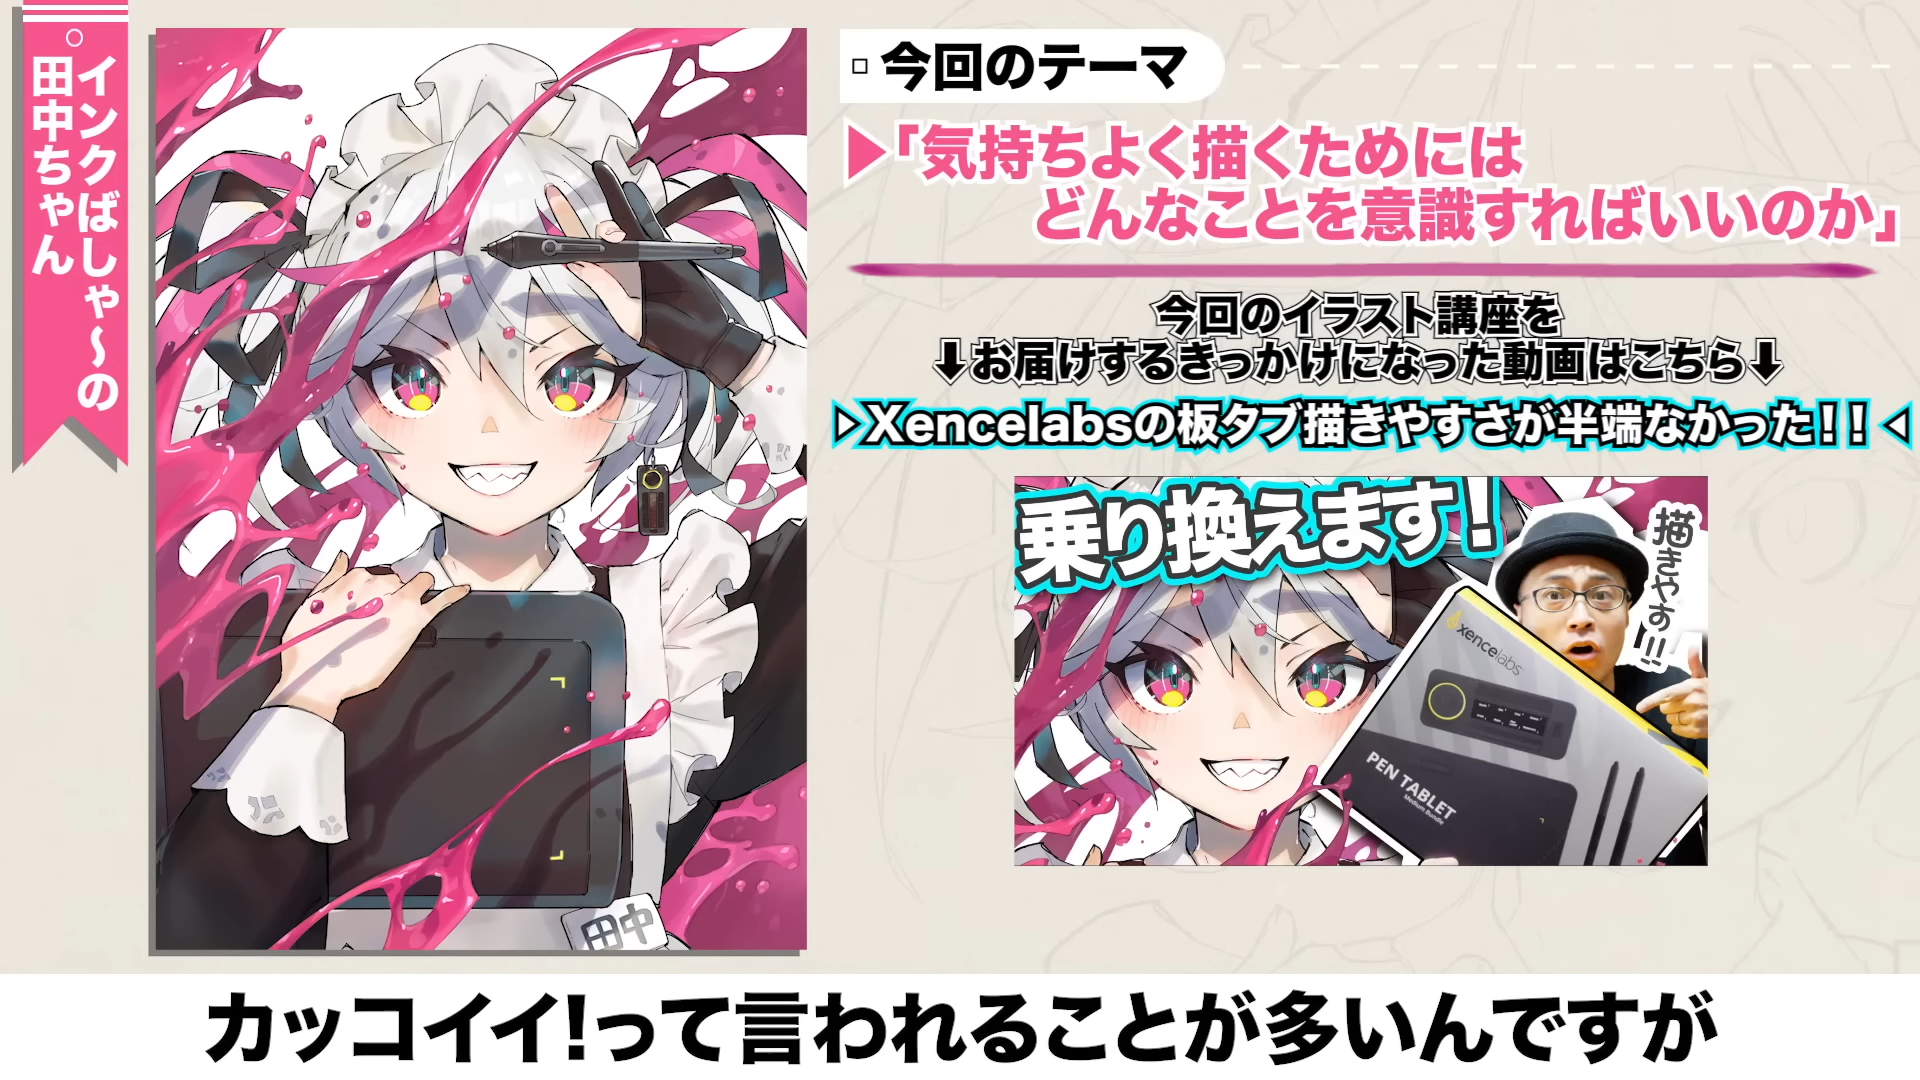 インクばしゃ～の
田中ちゃん
今回のテーマ
▶「気持ちよく描くためには
どんなことを意識すればいいのか」
今回のイラスト講座を
⬇お届けするきっかけになった動画はこちら⬇
▷Xencelabsの板タブ描きやすさが半端なかった!!◁
乗り換えます!
描きやす!!
xencelabs
PEN TABLET
Medium Bundle
田中
カッコイイ!って言われることが多いんですが